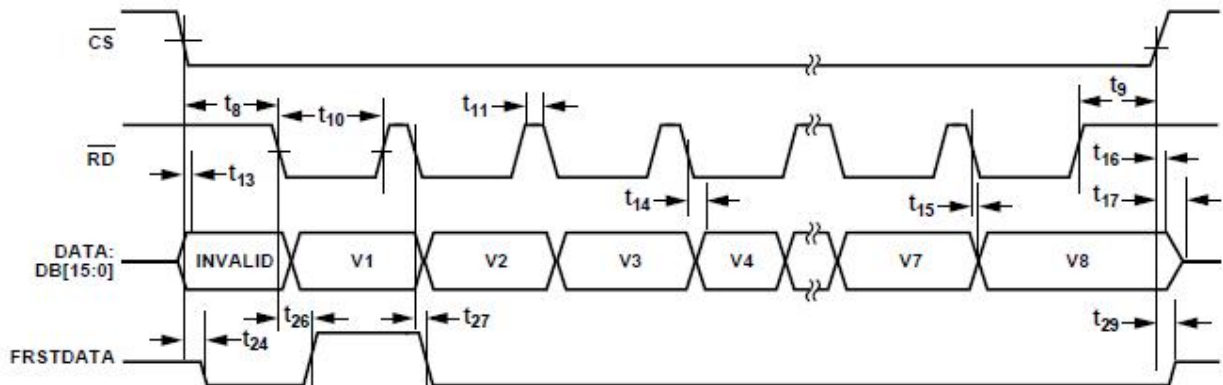 CS
t8
t10
t11
t9
RD
t13
t14
t15
t16
t17
DATA:
DB[15:0]
INVALID
V1
V2
V3
V4
V7
V8
t24
t26
t27
t29
FRSTDATA